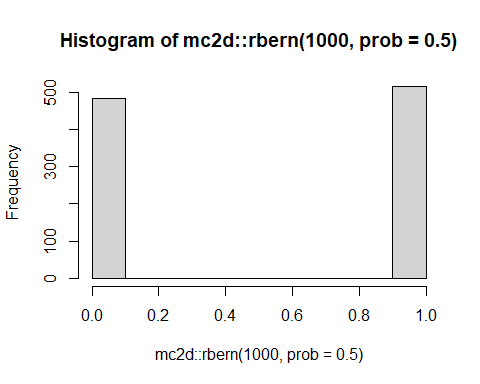 Histogram of mc2d::rbern(1000, prob = 0.5)
Frequency
500
300
100
0
0.0 0.2 0.4 0.6 0.8 1.0
mc2d::rbern(1000, prob = 0.5)